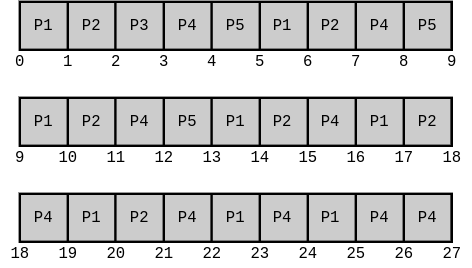 P1 P2 P3 P4 P5 P1 P2 P4 P5
0 1 2 3 4 5 6 7 8 9
P1 P2 P4 P5 P1 P2 P4 P1 P2
9 10 11 12 13 14 15 16 17 18
P4 P1 P2 P4 P1 P4 P1 P4 P4
18 19 20 21 22 23 24 25 26 27